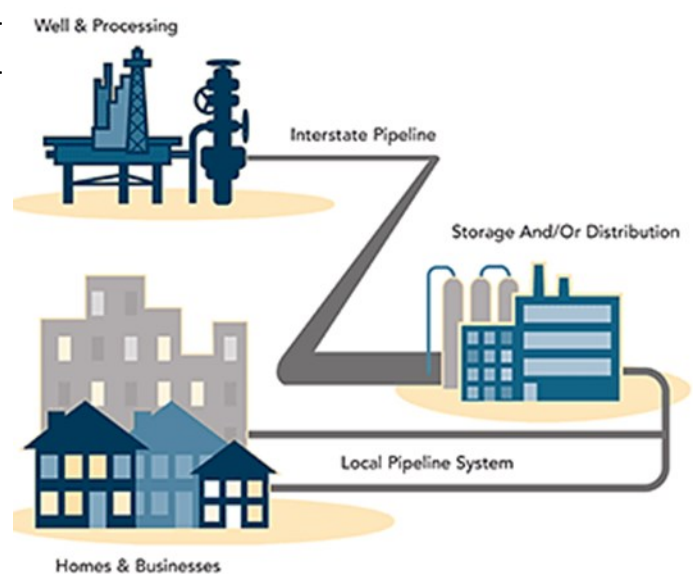 Well & Processing
Interstate Pipeline
Storage And/Or Distribution
Local Pipeline System
Homes & Businesses